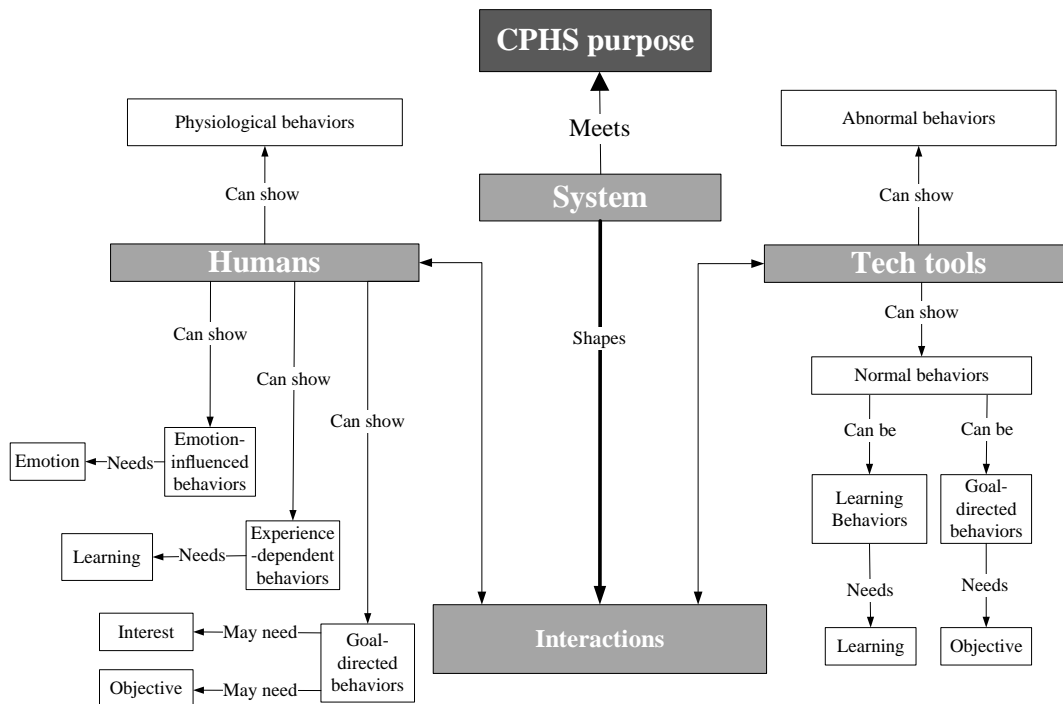 CPHS purpose
Meets
System
Shapes
Physiological behaviors
Can show
Humans
Can show
Can show
Can show
Emotion-
influenced
behaviors
Needs
Emotion
Experience
-dependent
behaviors
Needs
Learning
Goal-
directed
behaviors
May need
Interest
May need
Objective
Interactions
Abnormal behaviors
Can show
Tech tools
Can show
Normal behaviors
Can be
Can be
Learning
Behaviors
Goal-
directed
behaviors
Needs
Needs
Learning
Objective